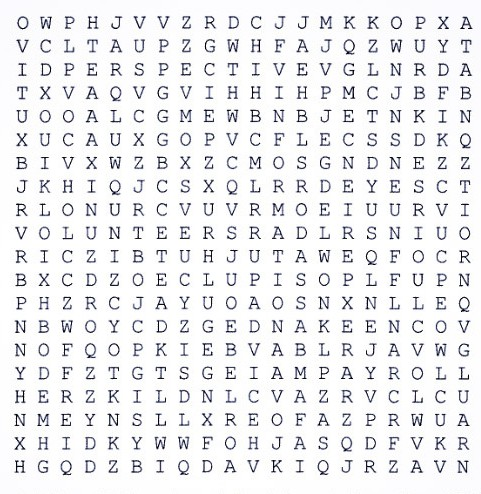 O W P H J V V Z R D C J J M K K O P X A
V C L T A U P Z G W H F A J Q Z W U Y T
I D P E R S P E C T I V E V G L N R D A
T X V A Q V G V I H H I H P M C J B F B
U O O A L C G M E W B N B J E T N K I N
X U C A U X G O P V C F L E C S S D K Q
B I V X W Z B X Z C M O S G N D N E Z Z
J K H I Q J C S X Q L R R D E Y E S C T
R L O N U R C V U V R M O E I U U R V I
V O L U N T E E R S R A D L R S N I U O
R I C Z I B T U H J U T A W E Q F O C R
B X C D Z O E C L U P I S O P L F U P N
P H Z R C J A Y U O A O S N X N L L E Q
N B W O Y C D Z G E D N A K E E N C O V
N O F Q O P K I E B V A B L R J A V W G
Y D F Z T G T S G E I A M P A Y R O L L
H E R Z K I L D N L C V A Z R V C L C U
N M E Y N S L L X R E O F A Z P R W U A
X H I D K Y W W F O H J A S Q D F V K R
H G Q D Z B I Q D A V K I Q J R Z A V N